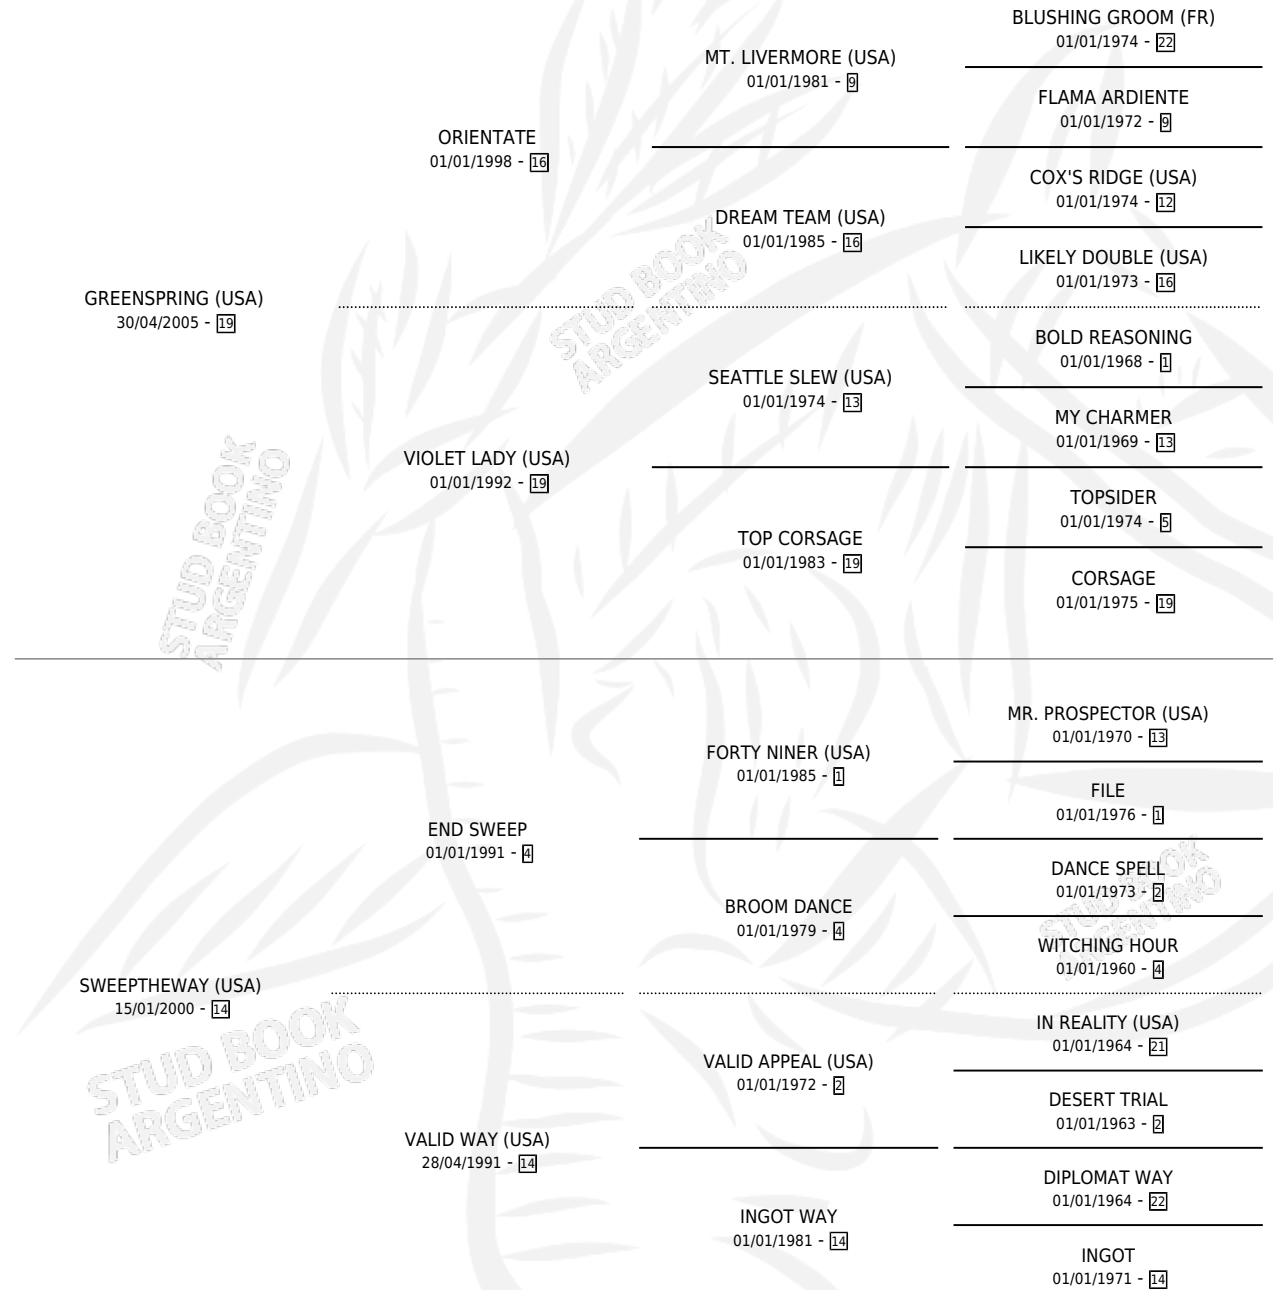 BLUSHING GROOM (FR)
01/01/1974 - 22
MT. LIVERMORE (USA)
01/01/1981 - 9
FLAMA ARDIENTE
01/01/1972 - 9
ORIENTATE
01/01/1998 - 16
COX'S RIDGE (USA)
01/01/1974 - 12
DREAM TEAM (USA)
01/01/1985 - 16
LIKELY DOUBLE (USA)
01/01/1973 - 16
GREENSPRING (USA)
30/04/2005 - 19
BOLD REASONING
01/01/1968 - 1
SEATTLE SLEW (USA)
01/01/1974 - 13
MY CHARMER
01/01/1969 - 13
VIOLET LADY (USA)
01/01/1992 - 19
TOPSIDER
01/01/1974 - 5
TOP CORSAGE
01/01/1983 - 19
CORSAGE
01/01/1975 - 19
STUD BOOK
ARGENTINO
STUD BOOK
ARGENTINO
MR. PROSPECTOR (USA)
01/01/1970 - 13
FORTY NINER (USA)
01/01/1985 - 1
FILE
01/01/1976 - 1
END SWEEP
01/01/1991 - 4
DANCE SPELL
01/01/1973 - 2
BROOM DANCE
01/01/1979 - 4
WITCHING HOUR
01/01/1960 - 4
SWEEPTHEWAY (USA)
15/01/2000 - 14
IN REALITY (USA)
01/01/1964 - 21
VALID APPEAL (USA)
01/01/1972 - 2
DESERT TRIAL
01/01/1963 - 2
VALID WAY (USA)
28/04/1991 - 14
DIPLOMAT WAY
01/01/1964 - 22
INGOT WAY
01/01/1981 - 14
INGOT
01/01/1971 - 14
STUD BOOK
ARGENTINO
STUD BOOK
ARGENTINO